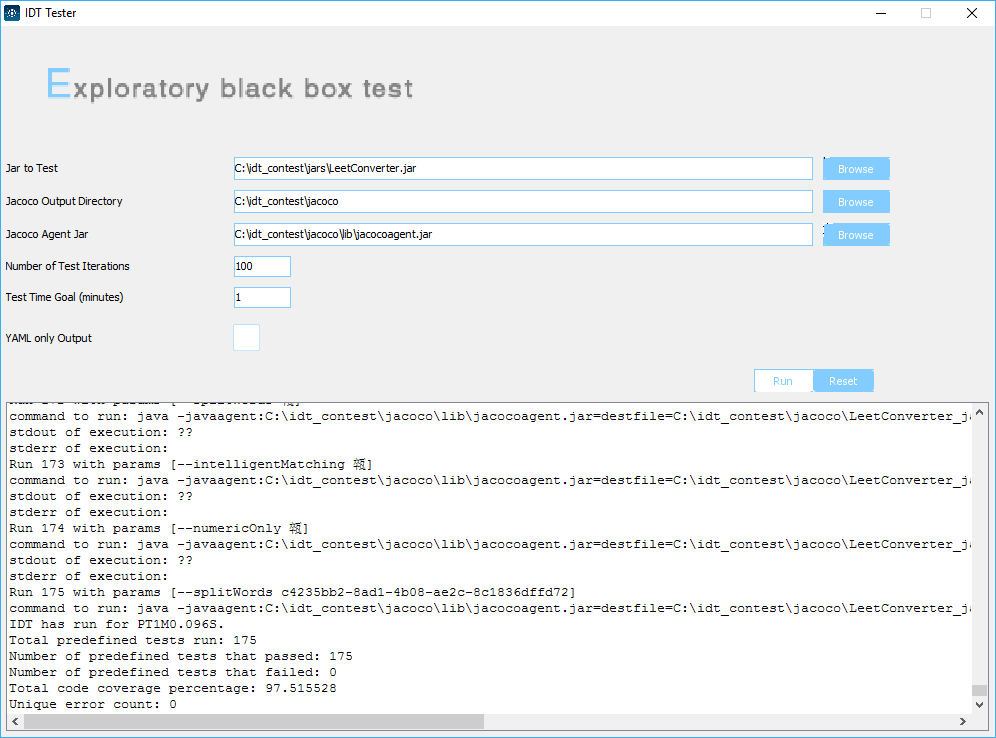 IDT Tester
Exploratory black box test
Jar to Test
C:\idt_contest\jars\LeetConverter.jar
Browse
Jacoco Output Directory
C:\idt_contest\jacoco
Browse
Jacoco Agent Jar
C:\idt_contest\jacoco\lib\jacocoagent.jar
Browse
Number of Test Iterations
100
Test Time Goal (minutes)
1
YAML only Output
Run
Reset
command to run: java -javaagent:C:\idt_contest\jacoco\lib\jacocoagent.jar=destfile=C:\idt_contest\jacoco\LeetConverter_ja
stdout of execution: ??
stderr of execution:
Run 173 with params [--intelligentMatching ]
command to run: java -javaagent:C:\idt_contest\jacoco\lib\jacocoagent.jar=destfile=C:\idt_contest\jacoco\LeetConverter_ja
stdout of execution: ??
stderr of execution:
Run 174 with params [--numericOnly ]
command to run: java -javaagent:C:\idt_contest\jacoco\lib\jacocoagent.jar=destfile=C:\idt_contest\jacoco\LeetConverter_ja
stdout of execution: ??
stderr of execution:
Run 175 with params [--splitWords c4235bb2-8ad1-4b08-ae2c-8c1836dffd72]
command to run: java -javaagent:C:\idt_contest\jacoco\lib\jacocoagent.jar=destfile=C:\idt_contest\jacoco\LeetConverter_ja
IDT has run for PT1M0.096S.
Total predefined tests run: 175
Number of predefined tests that passed: 175
Number of predefined tests that failed: 0
Total code coverage percentage: 97.515528
Unique error count: 0